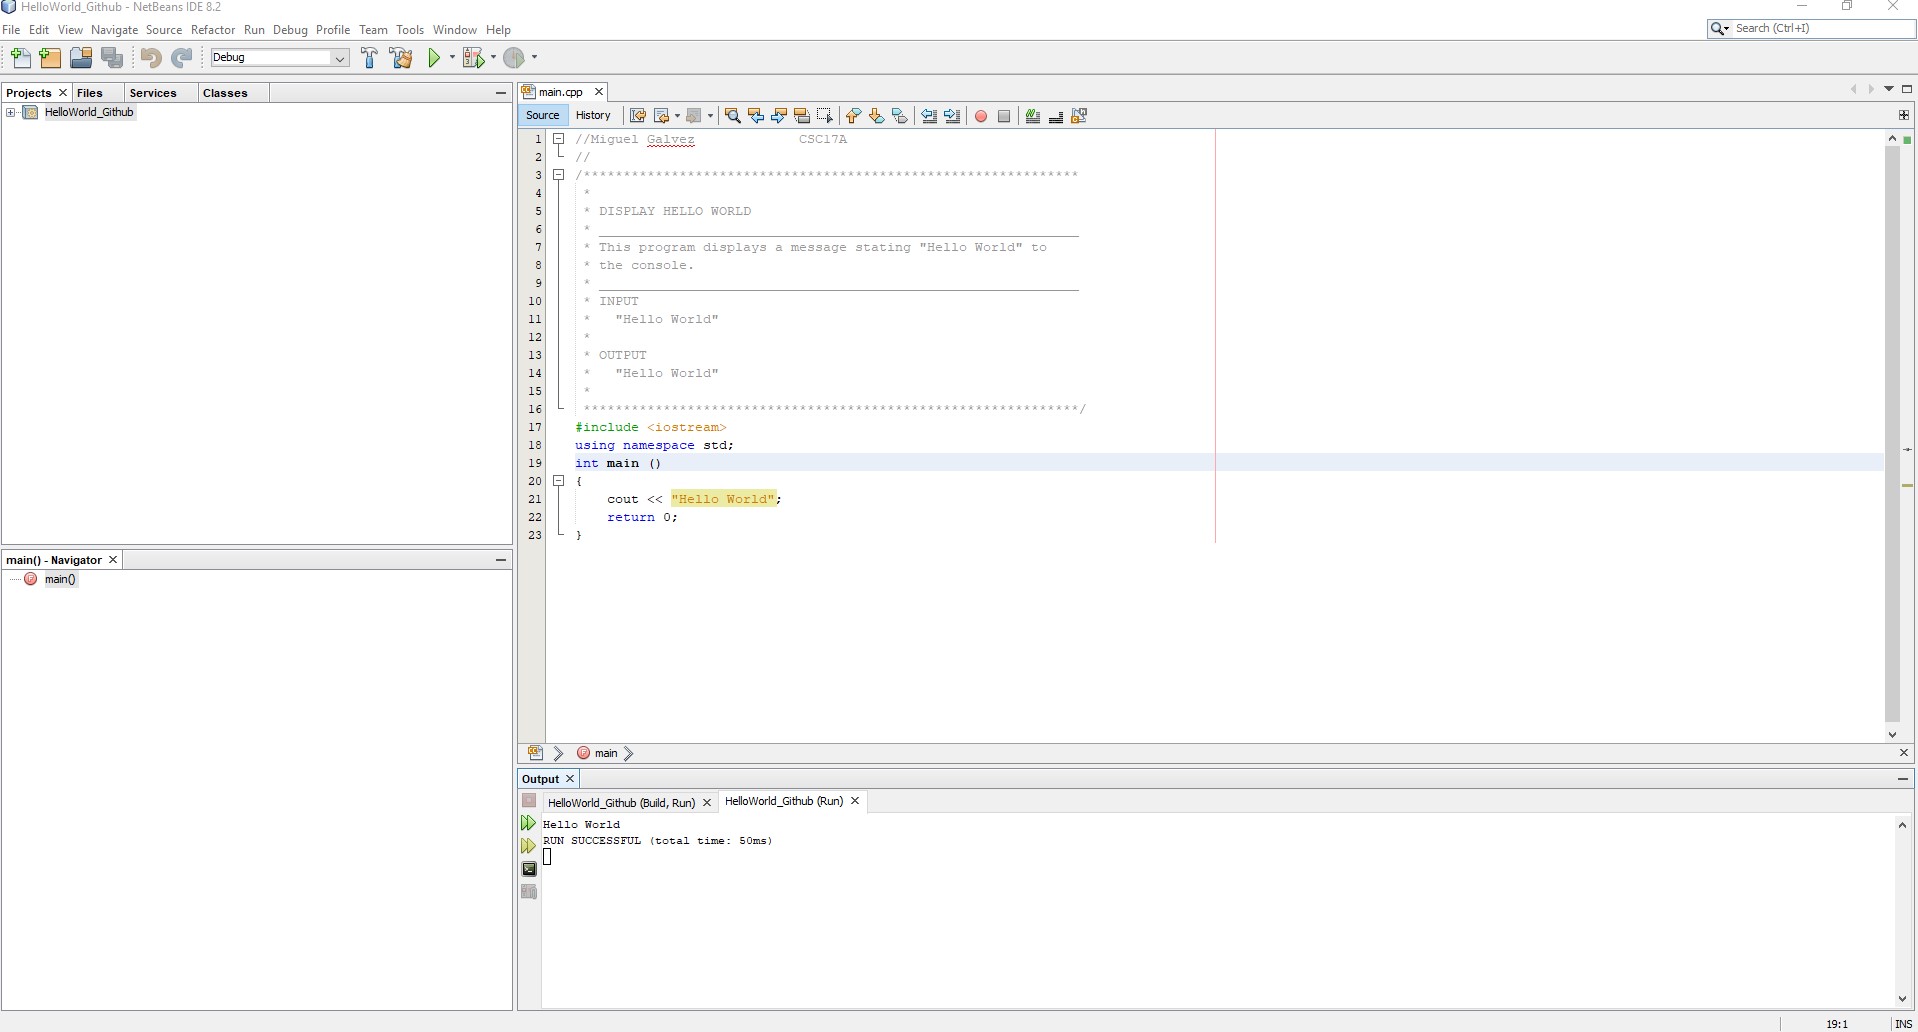 HelloWorld_Github - NetBeans IDE 8.2
File Edit View Navigate Source Refactor Run Debug Profile Team Tools Window Help
Search (Ctrl+I)
Debug
Projects Files Services Classes
HelloWorld_Github
main() - Navigator
main()
main.cpp
Source History
1 //Miguel Galvez CSC17A
2 //
3 /**************************************************************
4 *
5 * DISPLAY HELLO WORLD
6 * ____________________________________________________________
7 * This program displays a message stating "Hello World" to
8 * the console.
9 * ____________________________________________________________
10 * INPUT
11 * "Hello World"
12 *
13 * OUTPUT
14 * "Hello World"
15 *
16 **************************************************************/
17 #include <iostream>
18 using namespace std;
19 int main ()
20 {
21 cout << "Hello World";
22 return 0;
23 }
main
Output
HelloWorld_Github (Build, Run) HelloWorld_Github (Run)
Hello World
RUN SUCCESSFUL (total time: 50ms)
19:1 INS